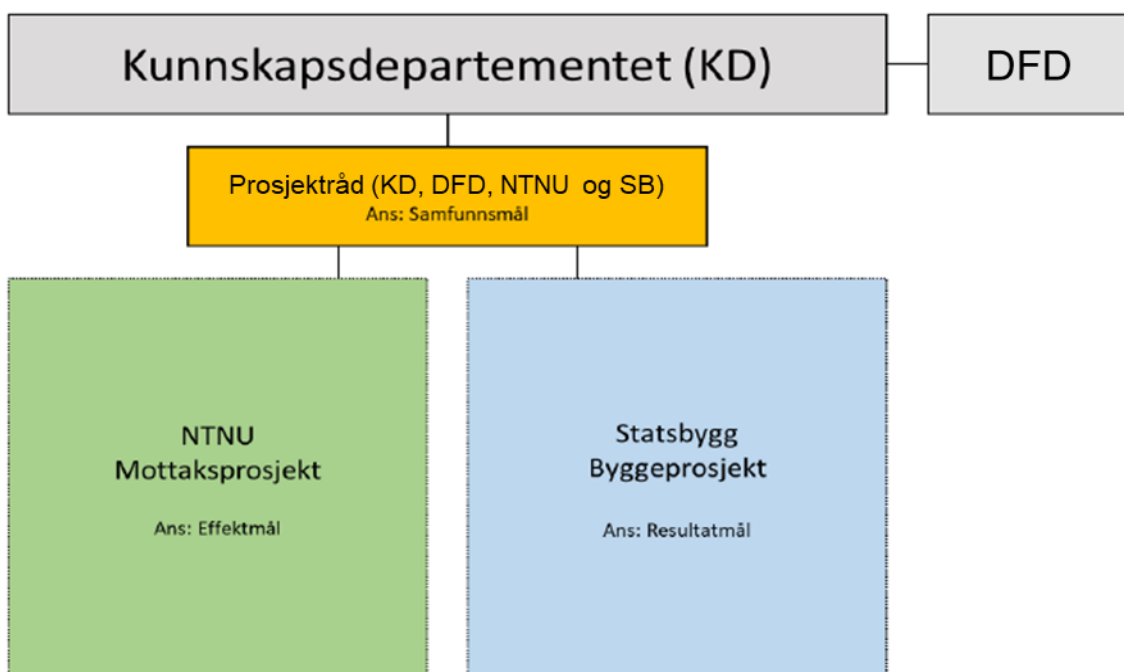 Kunnskapsdepartementet (KD)
DFD
Prosjektråd (KD, DFD, NTNU og SB)
Ans: Samfunnsmål
NTNU
Mottaksprosjekt
Ans: Effektmål
Statsbygg
Byggeprosjekt
Ans: Resultatmål